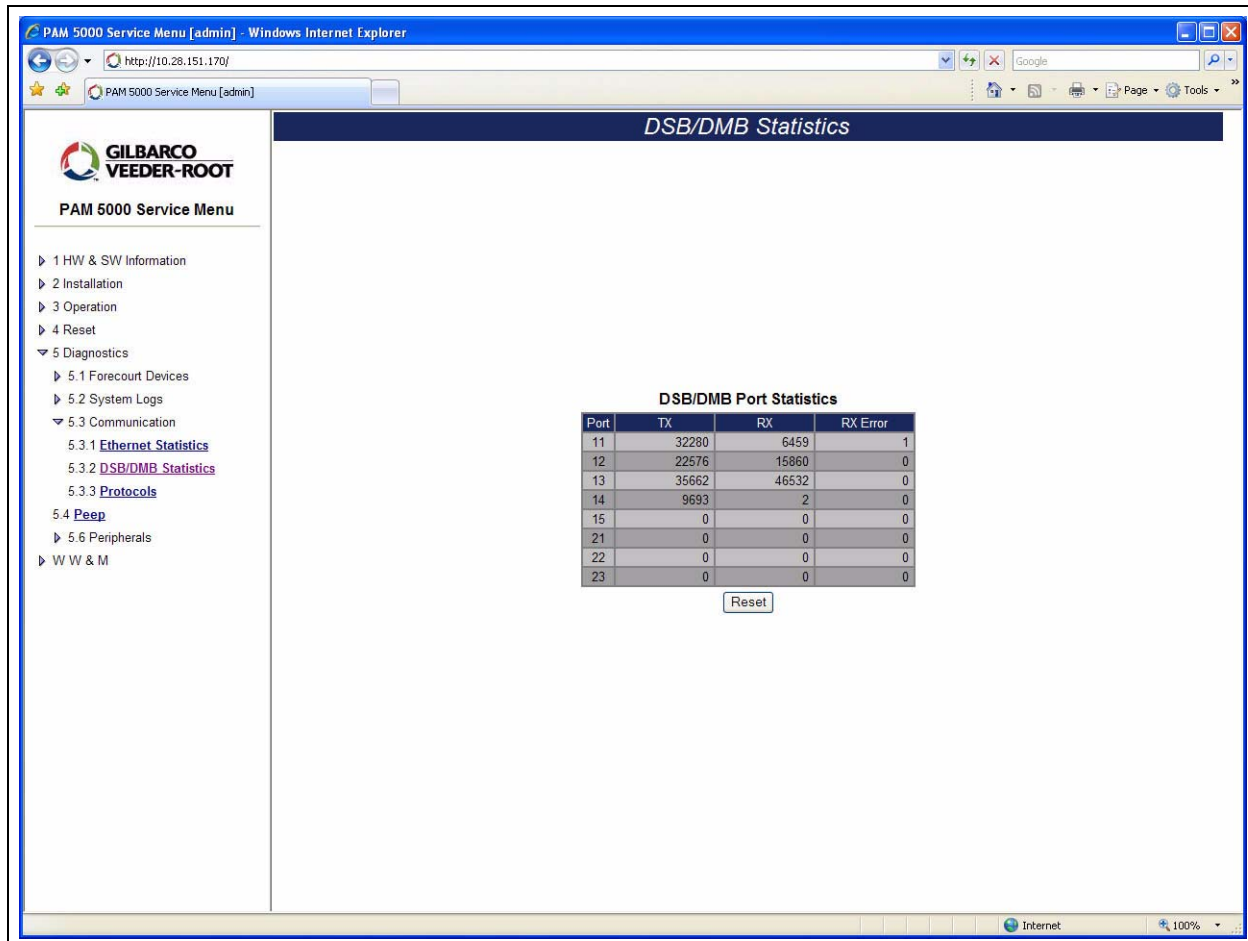 PAM 5000 Service Menu [admin] - Windows Internet Explorer
http://10.28.151.170/
Google
PAM 5000 Service Menu [admin]
Page
Tools
»
GILBARCO
VEEDER-ROOT
PAM 5000 Service Menu
1 HW & SW Information
2 Installation
3 Operation
4 Reset
5 Diagnostics
5.1 Forecourt Devices
5.2 System Logs
5.3 Communication
5.3.1 Ethernet Statistics
5.3.2 DSB/DMB Statistics
5.3.3 Protocols
5.4 Peep
5.6 Peripherals
W W & M
DSB/DMB Statistics
DSB/DMB Port Statistics
Port TX RX RX Error
11 32280 6459 1
12 22576 15860 0
13 35662 46532 0
14 9693 2 0
15 0 0 0
21 0 0 0
22 0 0 0
23 0 0 0
Reset
Internet
100%